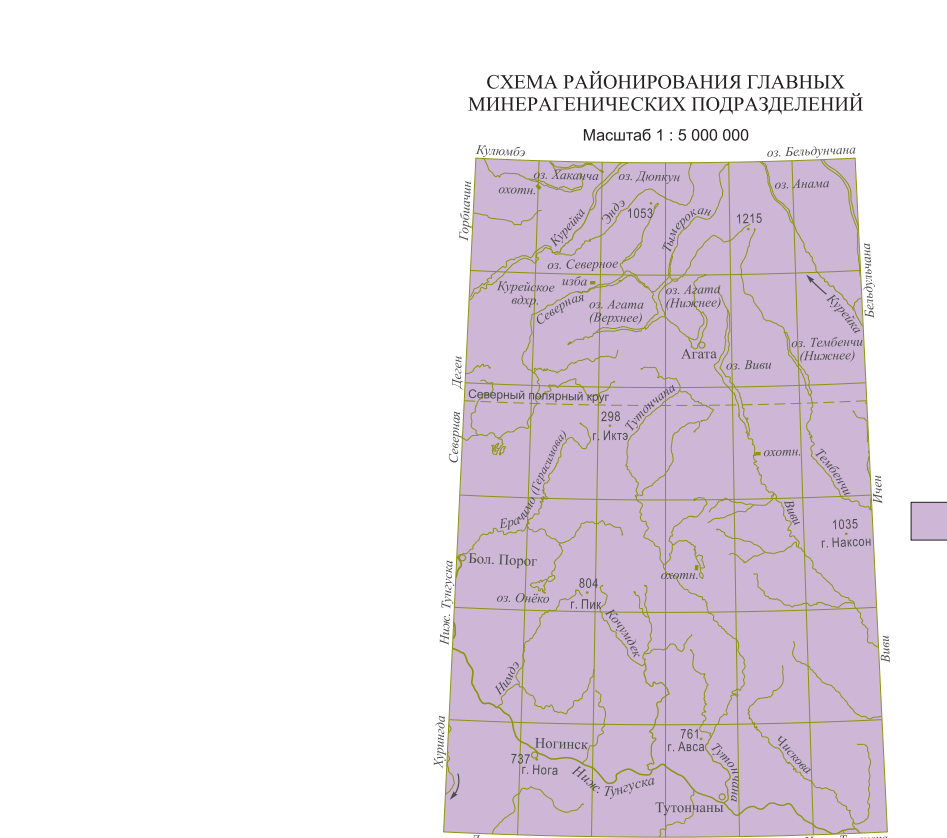 СХЕМА РАЙОНИРОВАНИЯ ГЛАВНЫХ
МИНЕРАГЕНИЧЕСКИХ ПОДРАЗДЕЛЕНИЙ
Масштаб 1 : 5 000 000
Кулюмбэ
оз. Бельдунчана
оз. Хаканча
оз. Дюпкун
охотн.
оз. Анама
Горбиачин
Курейка
Эндэ
1053
Тымерокан
1215
оз. Северное
Курейское
вдхр.
изба
Северная
оз. Агата
(Верхнее)
оз. Агата
(Нижнее)
Курейка
Бельдунчана
Агата
оз. Виви
оз. Тембенчи
(Нижнее)
Деген
Северный полярный круг
Северная
298
г. Иктэ
Тутончана
охотн.
Тембенчи
Ичен
Ерачимо (Герасимова)
Виви
1035
г. Наксон
Бол. Порог
охотн.
Ниж. Тунгуска
оз. Онёко
804
г. Пик
Кочумдек
Виви
Нимдэ
Хурингда
Ногинск
737
г. Нога
Ниж. Тунгуска
761
г. Авса
Тутончана
Чискова
Тутончаны